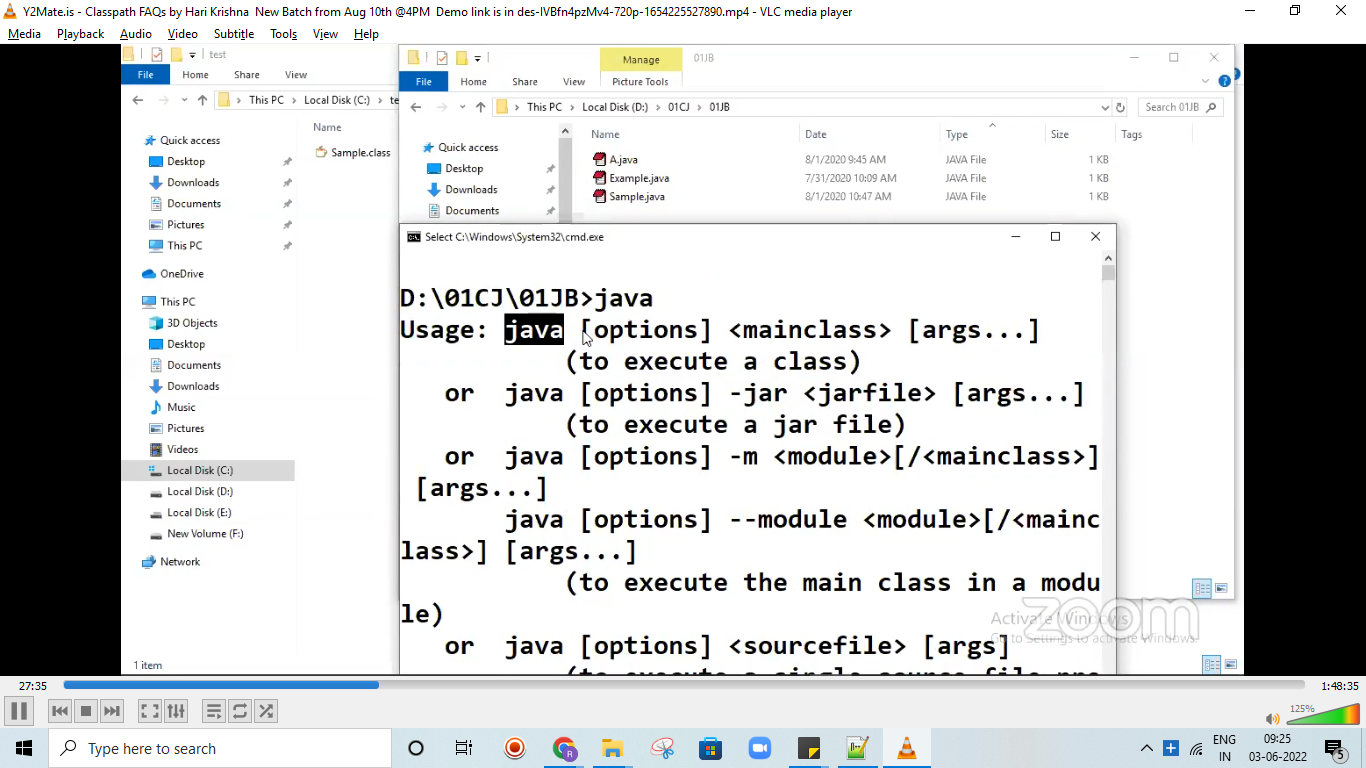 Y2Mate.is - Classpath FAQs by Hari Krishna  New Batch from Aug 10th @4PM  Demo link is in des-IVBfn4pzMv4-720p-1654225527890.mp4 - VLC media player
Media Playback Audio Video Subtitle Tools View Help
test
File Home Share View
This PC Local Disk (C:)
Name
Sample.class
Quick access
Desktop
Downloads
Documents
Pictures
This PC
OneDrive
This PC
3D Objects
Desktop
Documents
Downloads
Music
Pictures
Videos
Local Disk (C:)
Local Disk (D:)
Local Disk (E:)
New Volume (F:)
Network
1 item
Manage 01JB
File Home Share View Picture Tools
This PC Local Disk (D:) 01CJ 01JB Search 01JB
Quick access
Desktop
Downloads
Documents
Name Date Type Size Tags
A.java 8/1/2020 9:45 AM JAVA File 1 KB
Example.java 7/31/2020 10:09 AM JAVA File 1 KB
Sample.java 8/1/2020 10:47 AM JAVA File 1 KB
Select C:\Windows\System32\cmd.exe
D:\01CJ\01JB>java
Usage: java [options] <mainclass> [args...]
(to execute a class)
or java [options] -jar <jarfile> [args...]
(to execute a jar file)
or java [options] -m <module>[/<mainclass>]
[args...]
java [options] --module <module>[/<mainc
lass>] [args...]
(to execute the main class in a modu
le)
or java [options] <sourcefile> [args]
zoom
Activate Windows
Go to Settings to activate Windows.
27:35 1:48:35
125%
Type here to search
ENG
IN
09:25
03-06-2022
5